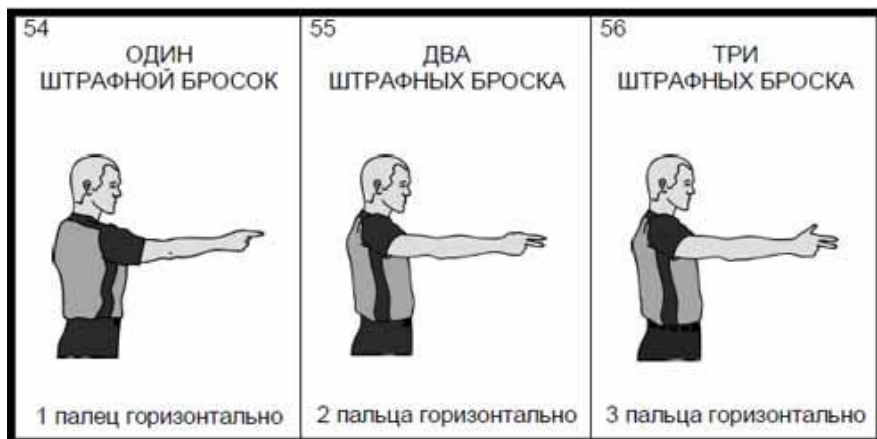 54
ОДИН
ШТРАФНОЙ БРОСОК
1 палец горизонтально
55
ДВА
ШТРАФНЫХ БРОСКА
2 пальца горизонтально
56
ТРИ
ШТРАФНЫХ БРОСКА
3 пальца горизонтально